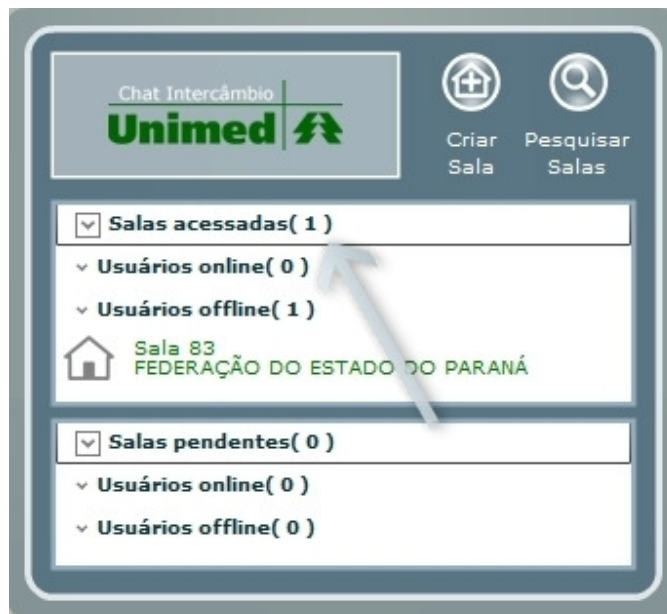 Chat Intercâmbio
Unimed
Criar
Sala
Pesquisar
Salas
Salas acessadas( 1 )
Usuários online( 0 )
Usuários offline( 1 )
Sala 83
FEDERAÇÃO DO ESTADO DO PARANÁ
Salas pendentes( 0 )
Usuários online( 0 )
Usuários offline( 0 )